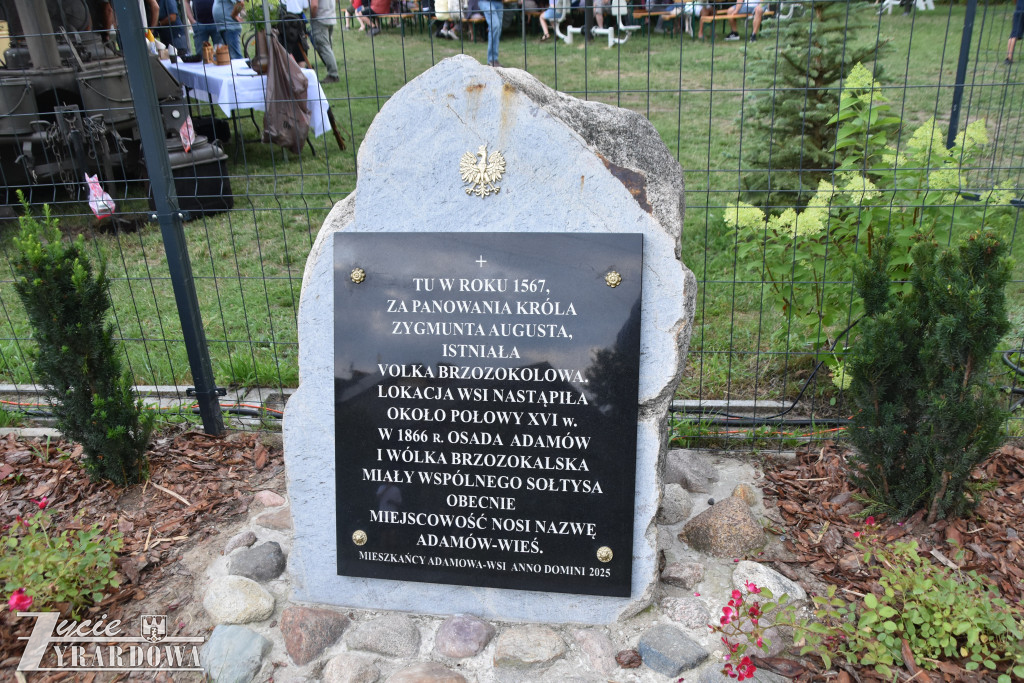 TU W ROKU 1567,
ZA PANOWANIA KRÓLA
ZYGMUNTA AUGUSTA,
ISTNIAŁA
VOLKA BRZOZOKOLOWA.
LOKACJA WSI NASTĄPIŁA
OKOŁO POŁOWY XVI w.
W 1866 R. OSADA ADAMÓW
I WÓLKA BRZOZOKALSKA
MIAŁY WSPÓLNEGO SOŁTYSA
OBECNIE
MIEJSCOWOŚĆ NOSI NAZWĘ
ADAMÓW-WIEŚ.
MIESZKAŃCY ADAMOWA-WSI ANNO DOMINI 2025
Życie
ŻYRARDOWA